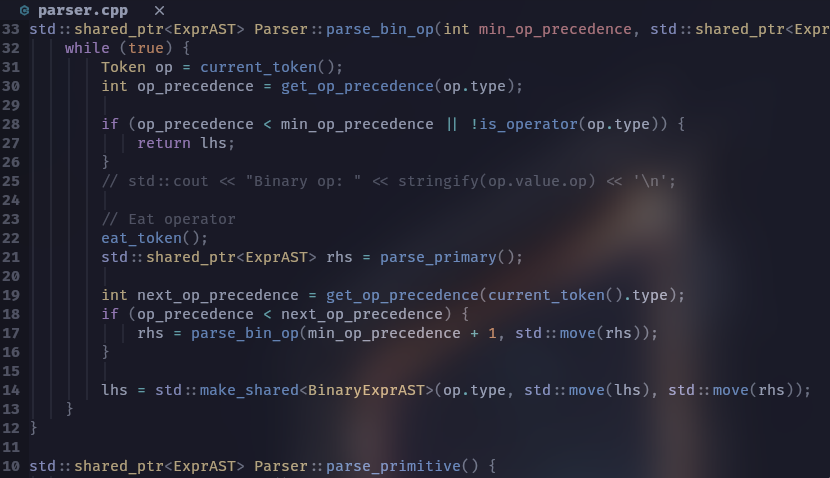 parser.cpp ×
33 std::shared_ptr<ExprAST> Parser::parse_bin_op(int min_op_precedence, std::shared_ptr<Expr
32 while (true) {
31 Token op = current_token();
30 int op_precedence = get_op_precedence(op.type);
29
28 if (op_precedence < min_op_precedence || !is_operator(op.type)) {
27 return lhs;
26 }
25 // std::cout << "Binary op: " << stringify(op.value.op) << '\n';
24
23 // Eat operator
22 eat_token();
21 std::shared_ptr<ExprAST> rhs = parse_primary();
20
19 int next_op_precedence = get_op_precedence(current_token().type);
18 if (op_precedence < next_op_precedence) {
17 rhs = parse_bin_op(min_op_precedence + 1, std::move(rhs));
16 }
15
14 lhs = std::make_shared<BinaryExprAST>(op.type, std::move(lhs), std::move(rhs));
13 }
12 }
11
10 std::shared_ptr<ExprAST> Parser::parse_primitive() {